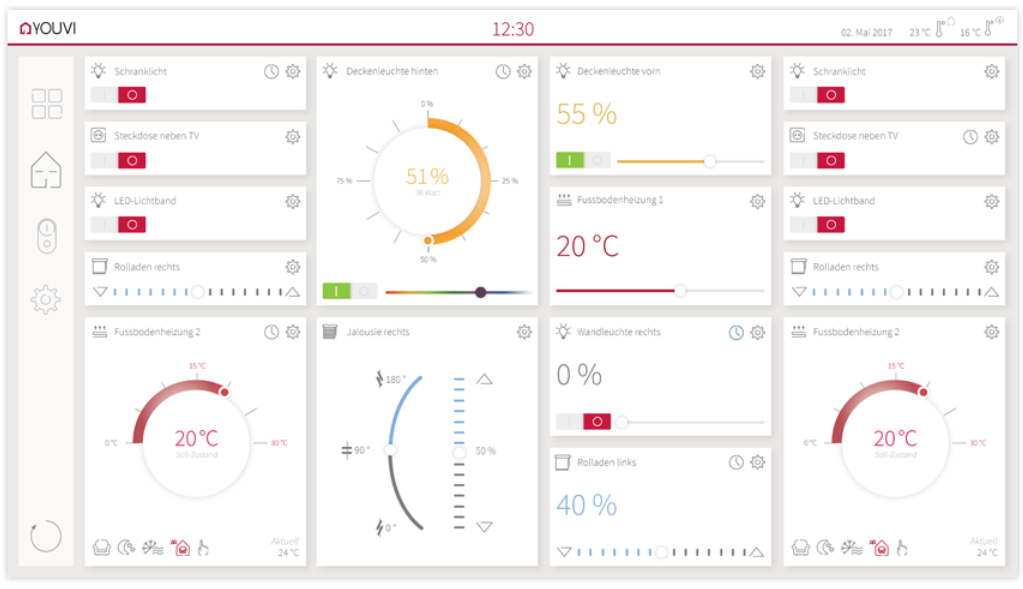 YOUVI
12:30
02. Mai 2017
23 °C
16 °C
Schranklicht
I O
Steckdose neben TV
I O
LED-Lichtband
I O
Rolladen rechts
Fussbodenheizung 2
15 °C
0 °C
20 °C
Soll-Zustand
30 °C
Aktuell
24 °C
Deckenleuchte hinten
0 %
75 %
51%
36 Watt
25 %
50 %
I O
Jalousie rechts
180 °
90 °
50 %
0 °
Deckenleuchte vorn
55 %
I O
Fussbodenheizung 1
20 °C
Wandleuchte rechts
0 %
I O
Rolladen links
40 %
Schranklicht
I O
Steckdose neben TV
I O
LED-Lichtband
I O
Rolladen rechts
Fussbodenheizung 2
15 °C
0 °C
20 °C
Soll-Zustand
30 °C
Aktuell
24 °C